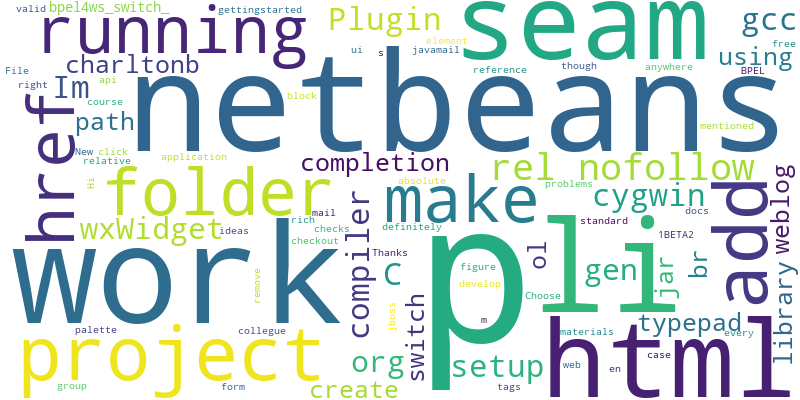 valid
bpel4ws_switch_
gettingstarted
running
Plugin
seam
gcc
ui
s
javamail
element
free
using
charltonb
File
right
Im
api
netbeans
reference
though
anywhere
BPEL
href
course
path
block
mentioned
New
click
relative
application
completion
rel nofollow
Hi
folder
absolute
problems
make
cygwin
add
Weblog
wxWidget
ideas
rich
mail
checks
checkout
compiler
definitely
standard
docs
1BETA2
work
Thanks
pli
c
figure
ol
gen
jar
br
library
remove
develop
Choose
jboss
switch
m
html
typepad
every
palette
collegue
materials
project
org
setup
web
en
case
group
form
create
tags